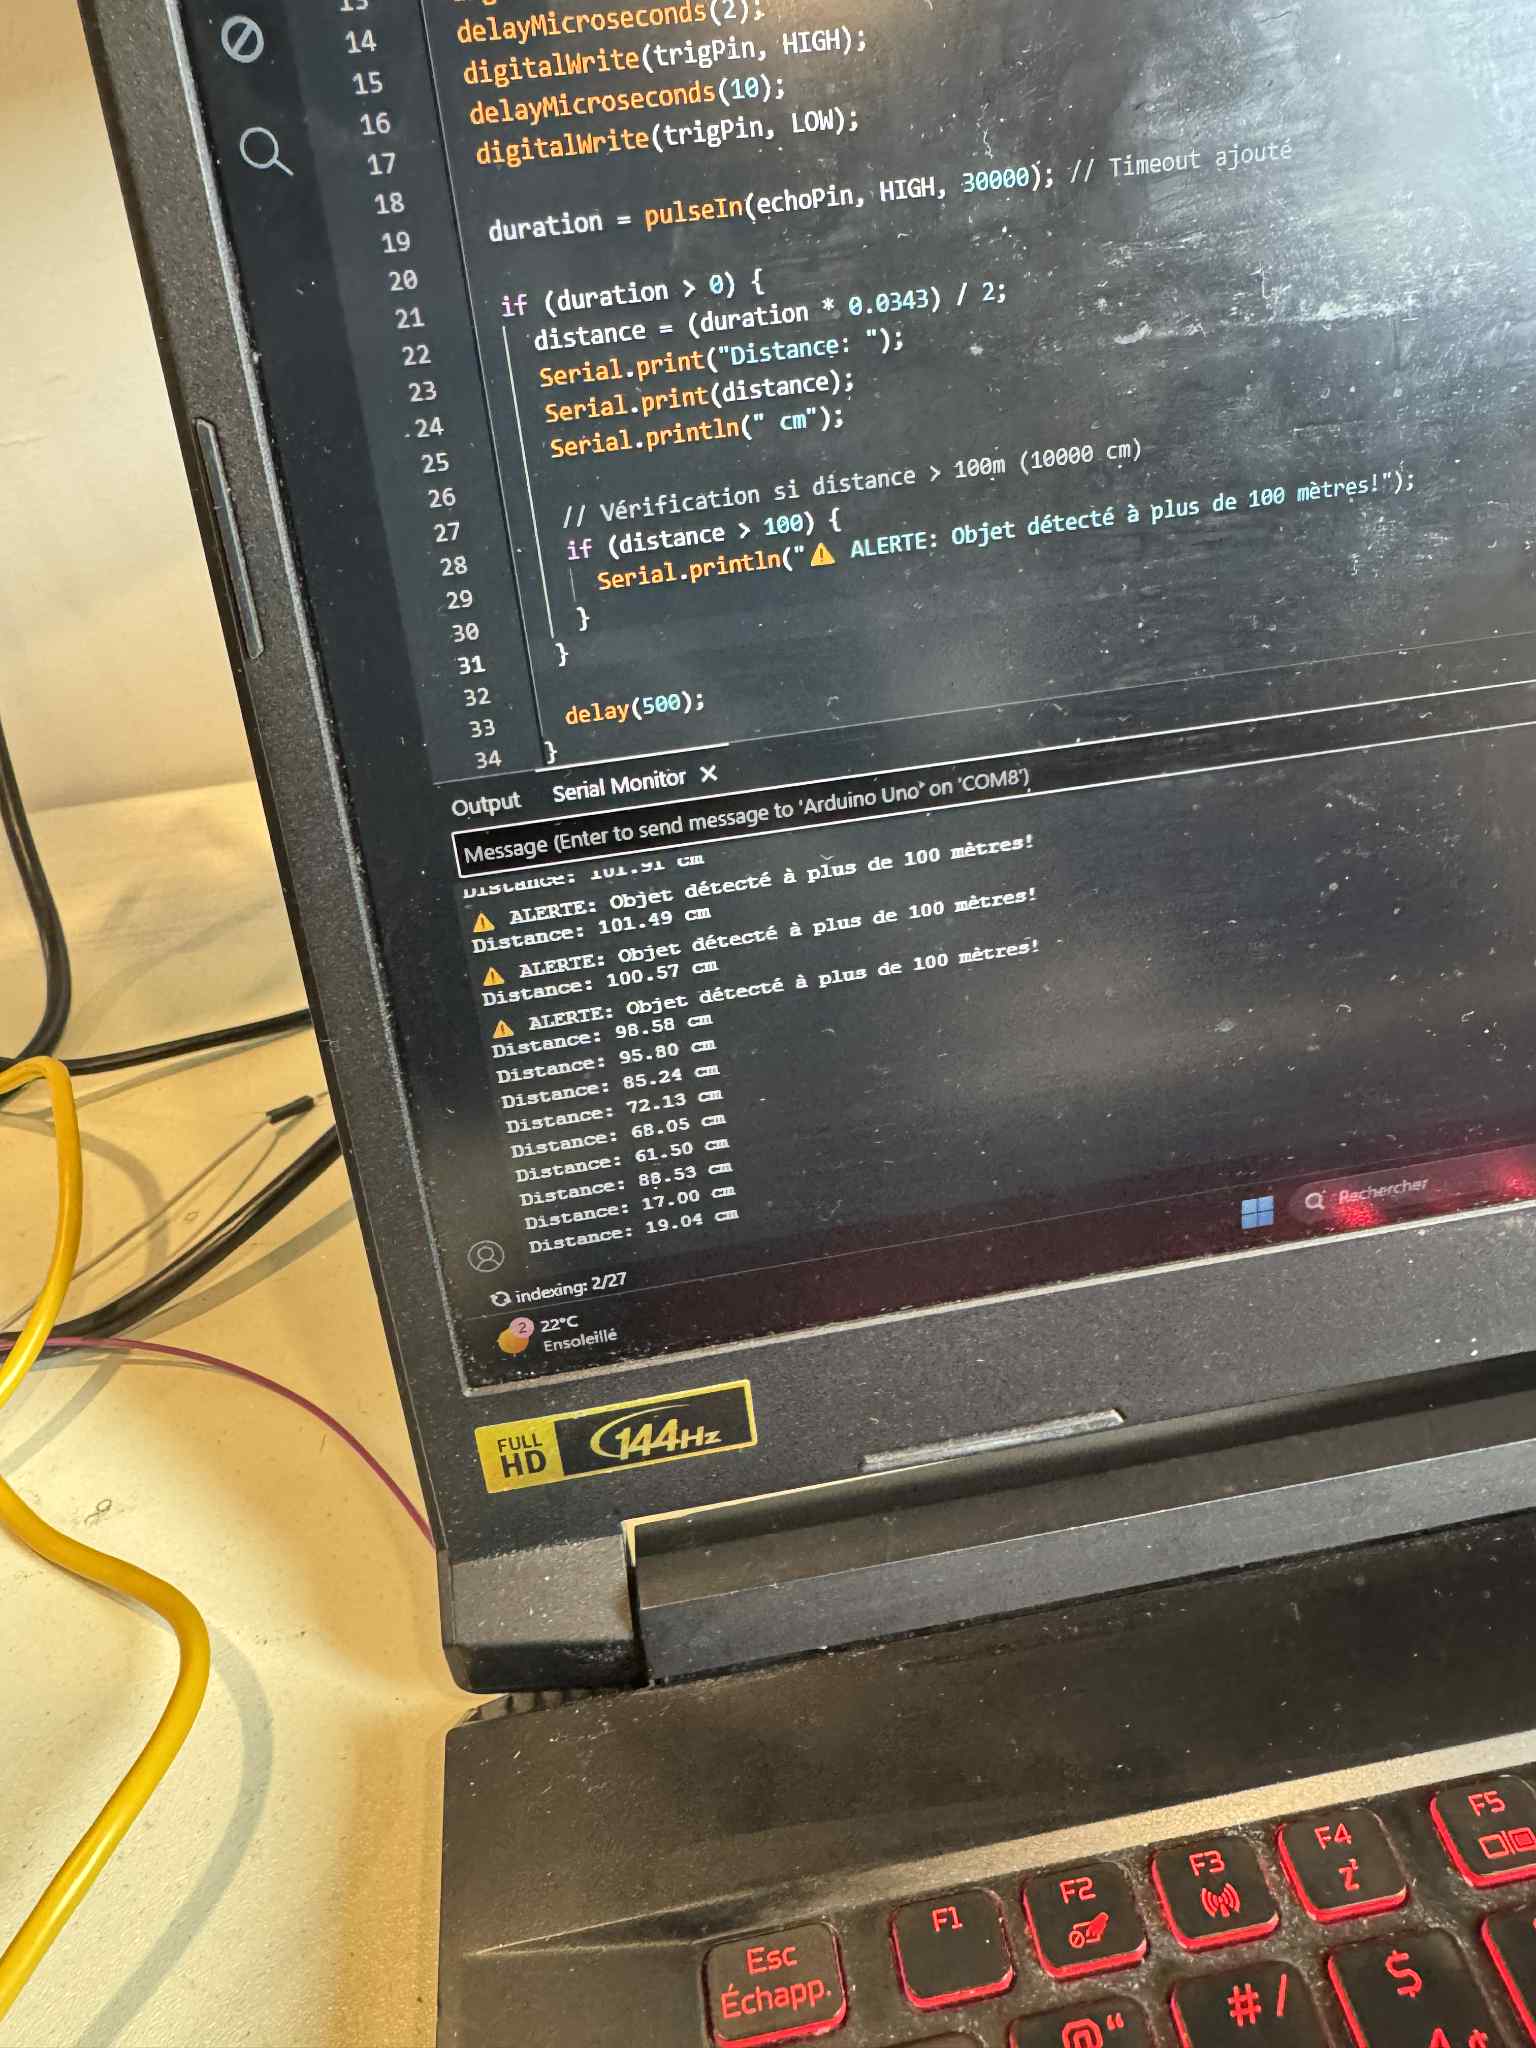 14
delayMicroseconds(2);
15
digitalWrite(trigPin, HIGH);
16
delayMicroseconds(10);
17
digitalWrite(trigPin, LOW);
18
19
duration = pulseIn(echoPin, HIGH, 30000); // Timeout ajouté
20
21
if (duration > 0) {
22
distance = (duration * 0.0343) / 2;
23
Serial.print("Distance: ");
24
Serial.print(distance);
25
Serial.println(" cm");
26
27
// Vérification si distance > 100m (10000 cm)
28
if (distance > 100) {
29
Serial.println("⚠️ ALERTE: Objet détecté à plus de 100 mètres!");
30
}
31
}
32
33
delay(500);
34
}
Output
Serial Monitor ×
Message (Enter to send message to 'Arduino Uno' on 'COM8')
Distance: 101.91 cm
⚠️ ALERTE: Objet détecté à plus de 100 mètres!
Distance: 101.49 cm
⚠️ ALERTE: Objet détecté à plus de 100 mètres!
Distance: 100.57 cm
⚠️ ALERTE: Objet détecté à plus de 100 mètres!
Distance: 98.58 cm
Distance: 95.80 cm
Distance: 85.24 cm
Distance: 72.13 cm
Distance: 68.05 cm
Distance: 61.50 cm
Distance: 88.53 cm
Distance: 17.00 cm
Distance: 19.04 cm
Rechercher
indexing: 2/27
2
22°C
Ensoleillé
FULL HD
144Hz
Esc
Échapp.
F1
F2
F3
F4
z²
F5
@ "
# /
$